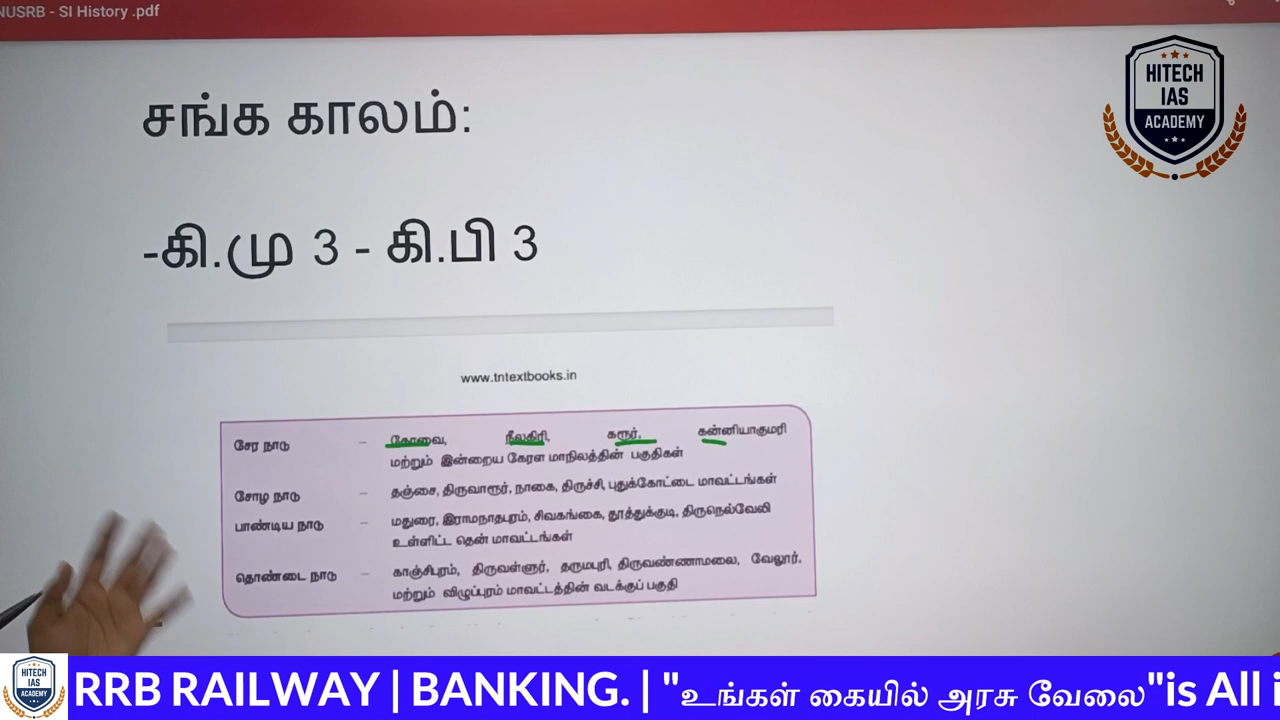 NUSRB - SI History .pdf
HITECH
IAS
ACADEMY
சங்க காலம்:
-கி.மு 3 - கி.பி 3
www.tntextbooks.in
சேர நாடு – கோவை, நீலகிரி, கரூர், கன்னியாகுமரி
மற்றும் இன்றைய கேரள மாநிலத்தின் பகுதிகள்
சோழ நாடு – தஞ்சை, திருவாரூர், நாகை, திருச்சி, புதுக்கோட்டை மாவட்டங்கள்
பாண்டிய நாடு – மதுரை, இராமநாதபுரம், சிவகங்கை, தூத்துக்குடி, திருநெல்வேலி
உள்ளிட்ட தென் மாவட்டங்கள்
தொண்டை நாடு – காஞ்சிபுரம், திருவள்ளுர், தருமபுரி, திருவண்ணாமலை, வேலூர்,
மற்றும் விழுப்புரம் மாவட்டத்தின் வடக்குப் பகுதி
HITECH
IAS
ACADEMY
RRB RAILWAY | BANKING. | "உங்கள் கையில் அரசு வேலை"is All i